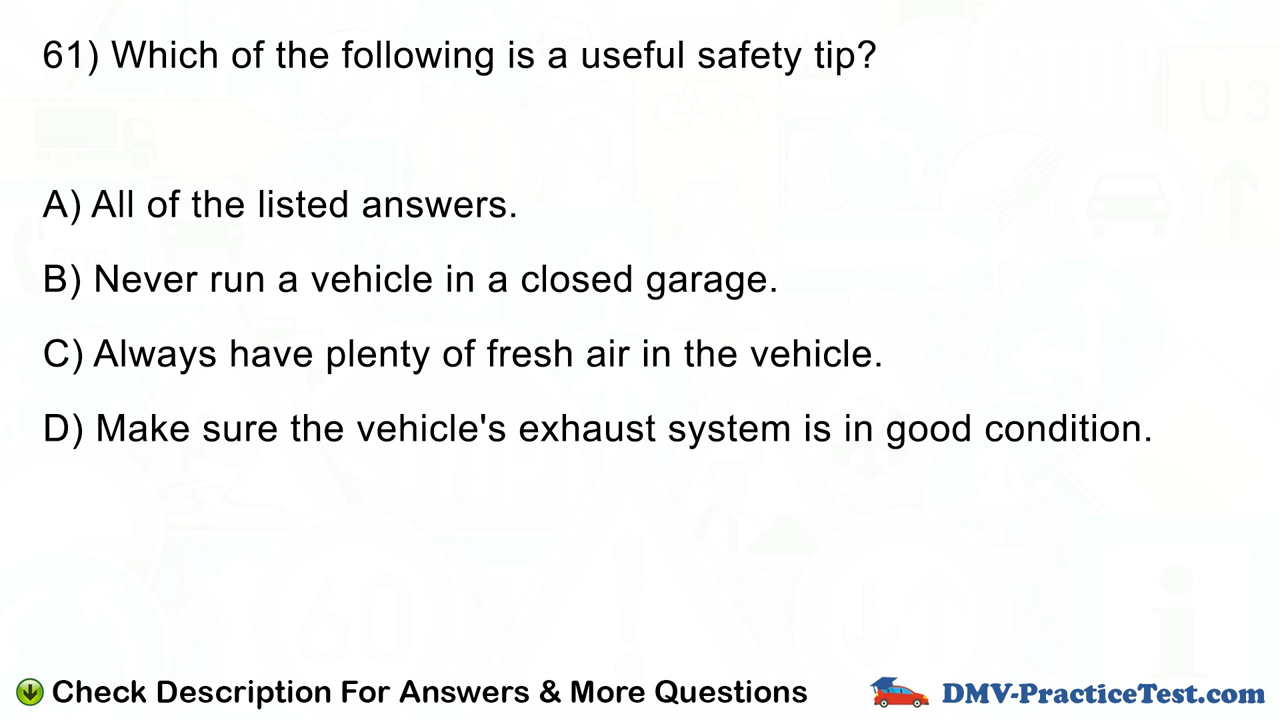 61) Which of the following is a useful safety tip?
A) All of the listed answers.
B) Never run a vehicle in a closed garage.
C) Always have plenty of fresh air in the vehicle.
D) Make sure the vehicle's exhaust system is in good condition.
Check Description For Answers & More Questions
DMV-PracticeTest.com
U 3
60